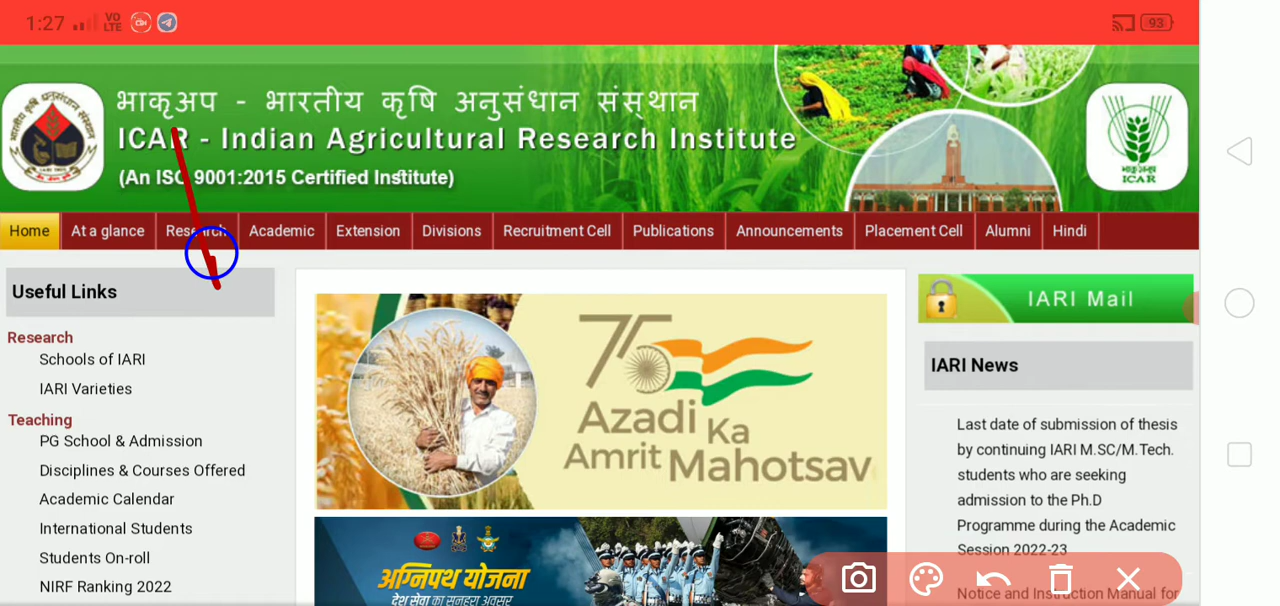 1:27 VO LTE 93
भाकृअप - भारतीय कृषि अनुसंधान संस्थान
ICAR - Indian Agricultural Research Institute
(An ISO 9001:2015 Certified Institute)
ICAR
Home At a glance Research Academic Extension Divisions Recruitment Cell Publications Announcements Placement Cell Alumni Hindi
Useful Links
Research
Schools of IARI
IARI Varieties
Teaching
PG School & Admission
Disciplines & Courses Offered
Academic Calendar
International Students
Students On-roll
NIRF Ranking 2022
75
Azadi Ka
Amrit Mahotsav
अग्निपथ योजना
देश सेवा का सुनहरा अवसर
IARI Mail
IARI News
Last date of submission of thesis
by continuing IARI M.SC/M.Tech.
students who are seeking
admission to the Ph.D
Programme during the Academic
Session 2022-23
Notice and Instruction Manual for